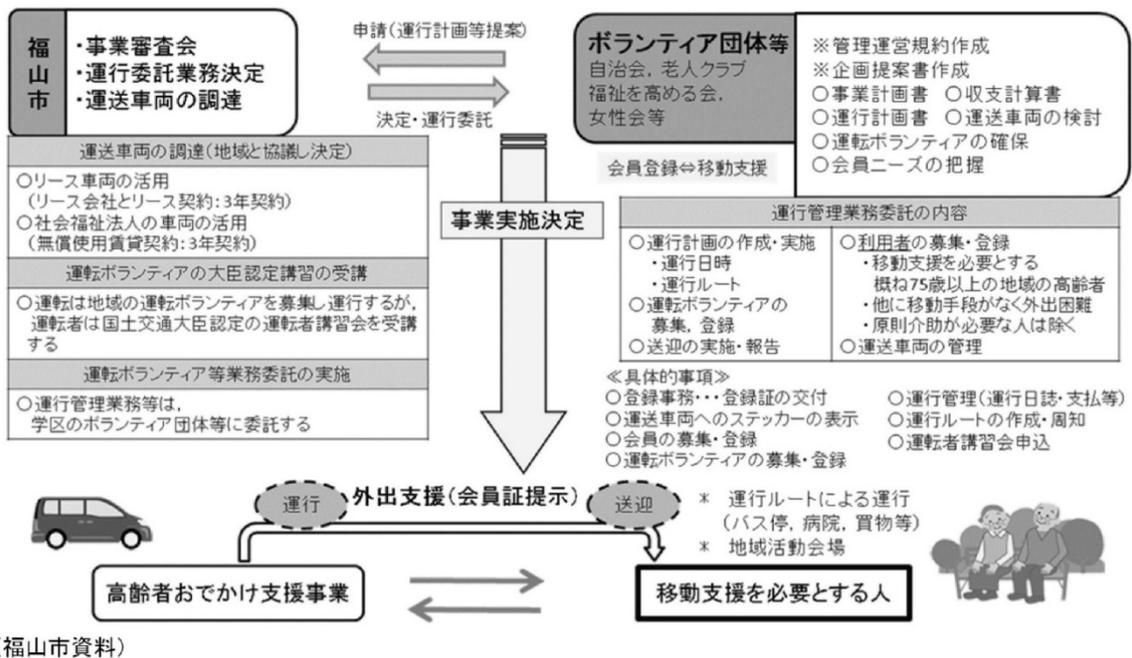 福山市
・事業審査会
・運行委託業務決定
・運送車両の調達
申請(運行計画等提案)
決定・運行委託
ボランティア団体等
自治会, 老人クラブ
福祉を高める会,
女性会等
※管理運営規約作成
※企画提案書作成
○事業計画書 ○収支計算書
○運行計画書 ○運送車両の検討
○運転ボランティアの確保
○会員ニーズの把握
運送車両の調達(地域と協議し決定)
○リース車両の活用
(リース会社とリース契約:3年契約)
○社会福祉法人の車両の活用
(無償使用賃貸契約:3年契約)
運転ボランティアの大臣認定講習の受講
○運転は地域の運転ボランティアを募集し運行するが,
運転者は国土交通大臣認定の運転者講習会を受講
する
運転ボランティア等業務委託の実施
○運行管理業務等は,
学区のボランティア団体等に委託する
事業実施決定
会員登録⇔移動支援
運行管理業務委託の内容
○運行計画の作成・実施
・運行日時
・運行ルート
○運転ボランティアの
募集, 登録
○送迎の実施・報告
○利用者の募集・登録
・移動支援を必要とする
概ね75歳以上の地域の高齢者
・他に移動手段がなく外出困難
・原則介助が必要な人は除く
○運送車両の管理
≪具体的事項≫
○登録事務・・・登録証の交付
○運送車両へのステッカーの表示
○会員の募集・登録
○運転ボランティアの募集・登録
○運行管理(運行日誌・支払等)
○運行ルートの作成・周知
○運転者講習会申込
運行
外出支援(会員証提示)
送迎
* 運行ルートによる運行
(バス停, 病院, 買物等)
* 地域活動会場
高齢者おでかけ支援事業
移動支援を必要とする人
(福山市資料)